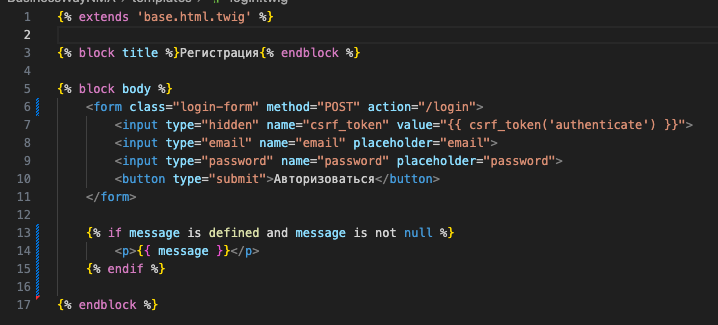 templates > login.twig
1 {% extends 'base.html.twig' %}
2
3 {% block title %}Регистрация{% endblock %}
4
5 {% block body %}
6 <form class="login-form" method="POST" action="/login">
7 <input type="hidden" name="csrf_token" value="{{ csrf_token('authenticate') }}">
8 <input type="email" name="email" placeholder="email">
9 <input type="password" name="password" placeholder="password">
10 <button type="submit">Авторизоваться</button>
11 </form>
12
13 {% if message is defined and message is not null %}
14 <p>{{ message }}</p>
15 {% endif %}
16
17 {% endblock %}